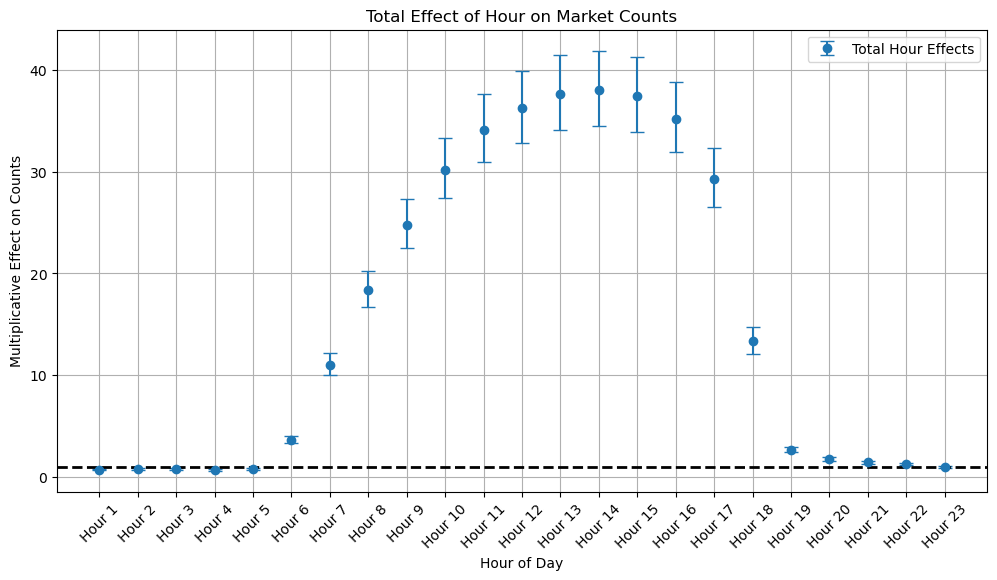 Total Effect of Hour on Market Counts
Total Hour Effects
Multiplicative Effect on Counts
40
30
20
10
0
Hour 1 Hour 2 Hour 3 Hour 4 Hour 5 Hour 6 Hour 7 Hour 8 Hour 9 Hour 10 Hour 11 Hour 12 Hour 13 Hour 14 Hour 15 Hour 16 Hour 17 Hour 18 Hour 19 Hour 20 Hour 21 Hour 22 Hour 23
Hour of Day